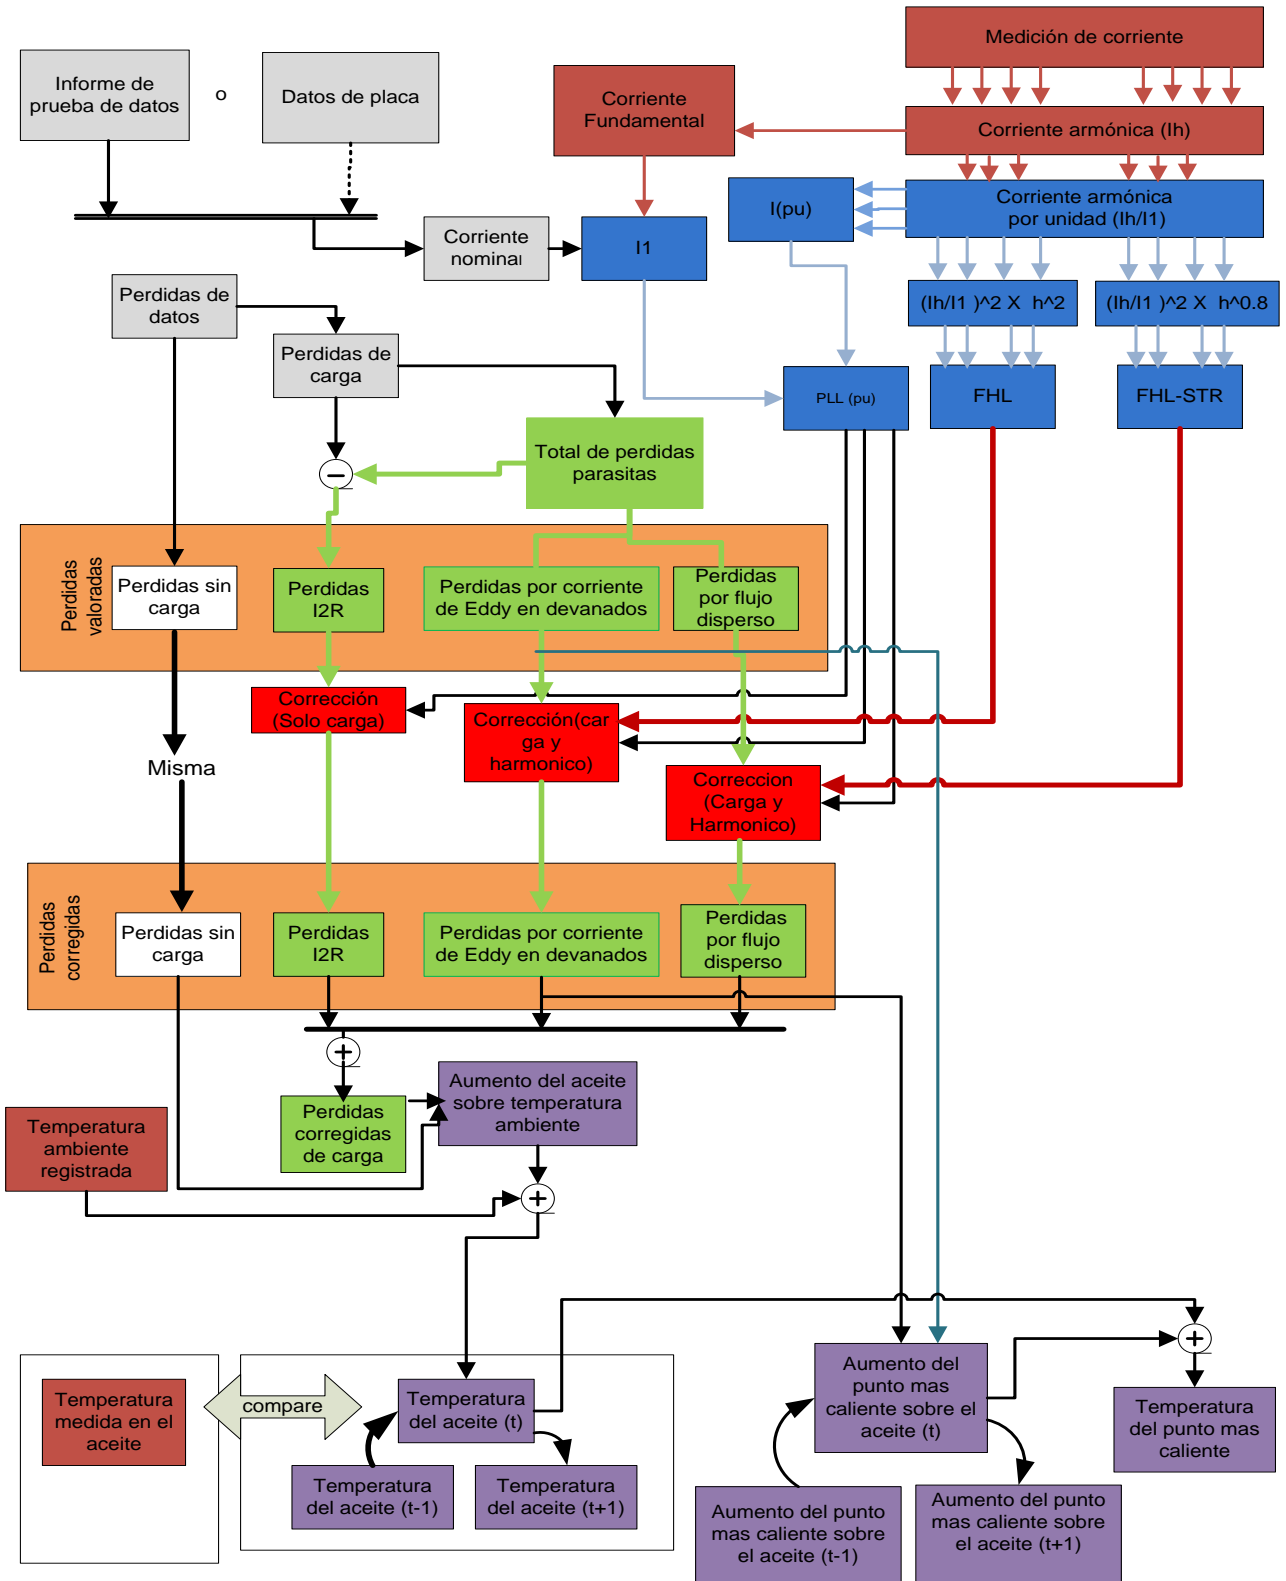 Medición de corriente
Informe de
prueba de datos
o
Datos de placa
Corriente
Fundamental
Corriente armónica (Ih)
I(pu)
Corriente armónica
por unidad (Ih/I1)
Corriente
nominal
I1
Perdidas de
datos
(Ih/I1 )^2 X h^2
(Ih/I1 )^2 X h^0.8
Perdidas de
carga
PLL (pu)
FHL
FHL-STR
Total de perdidas
parasitas
−
Perdidas
valoradas
Perdidas sin
carga
Perdidas
I2R
Perdidas por corriente
de Eddy en devanados
Perdidas
por flujo
disperso
Corrección
(Solo carga)
Corrección(car
ga y
harmonico)
Misma
Correccion
(Carga y
Harmonico)
Perdidas
corregidas
Perdidas sin
carga
Perdidas
I2R
Perdidas por corriente
de Eddy en devanados
Perdidas
por flujo
disperso
+
Aumento del aceite
sobre temperatura
ambiente
Perdidas
corregidas
de carga
Temperatura
ambiente
registrada
+
+
Temperatura
medida en el
aceite
compare
Temperatura
del aceite (t)
Aumento del
punto mas
caliente sobre el
aceite (t)
Temperatura
del punto mas
caliente
Temperatura
del aceite (t-1)
Temperatura
del aceite (t+1)
Aumento del punto
mas caliente sobre
el aceite (t-1)
Aumento del punto
mas caliente sobre
el aceite (t+1)